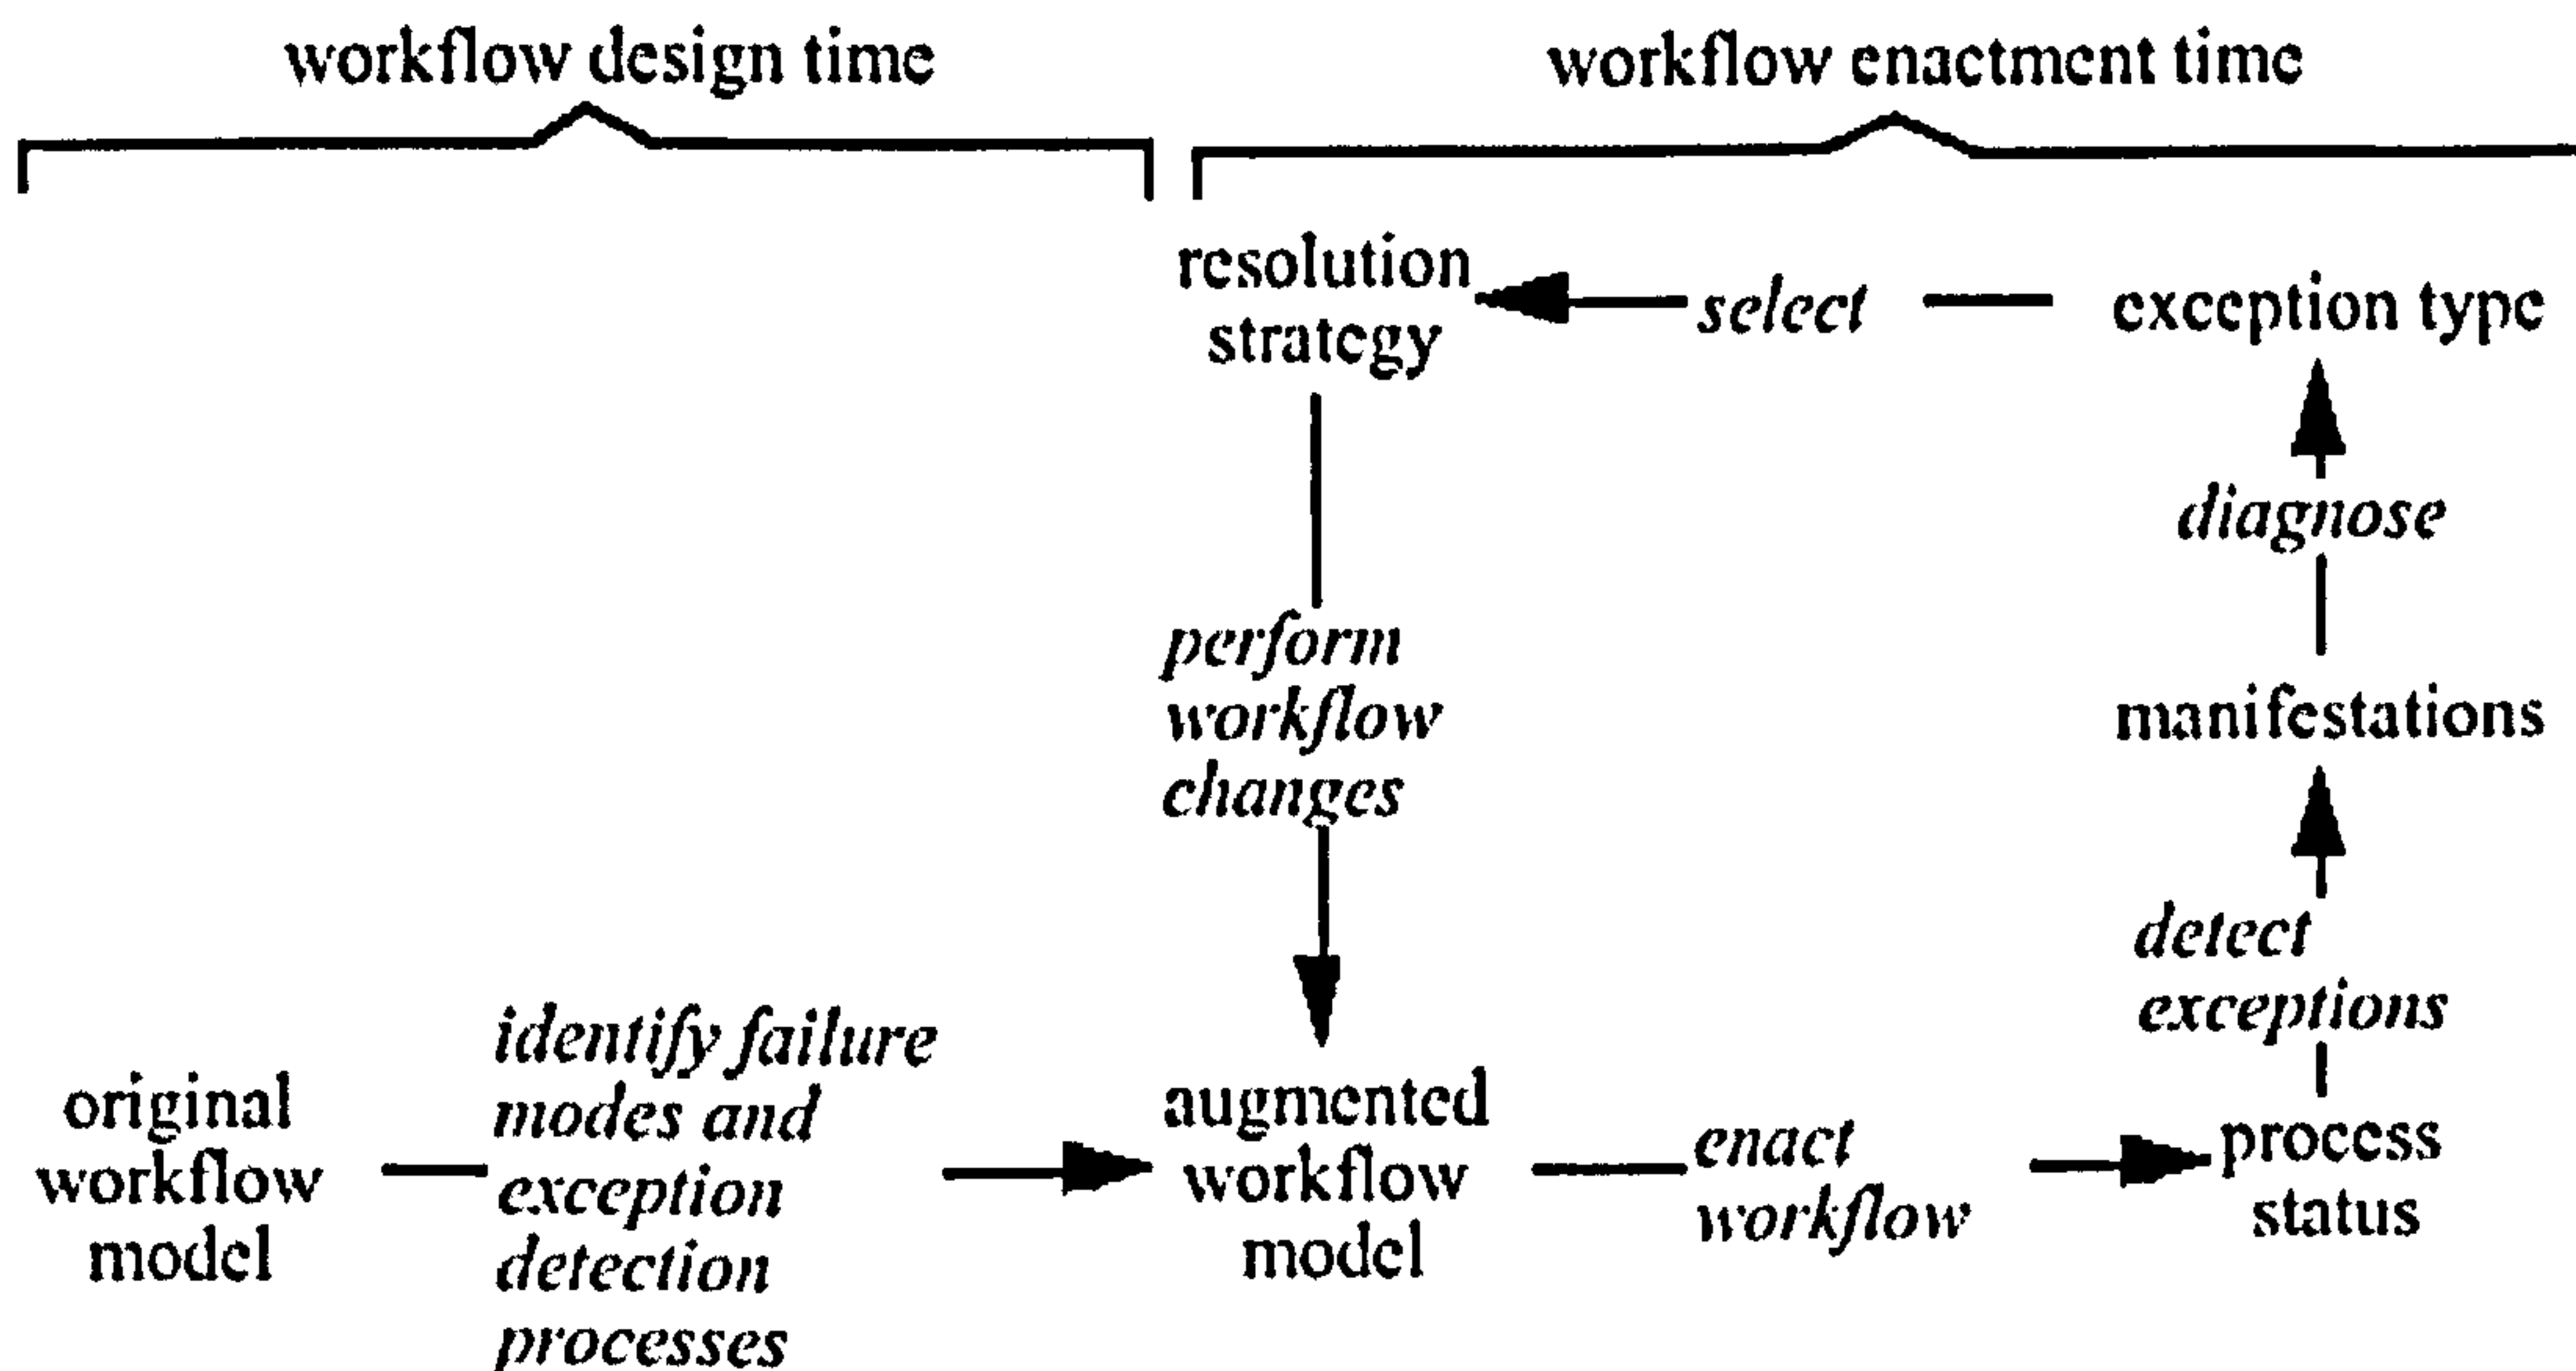 workflow design time
workflow enactment time
resolution
strategy
select
exception type
diagnose
perform
workflow
changes
manifestations
detect
exceptions
original
workflow
model
identify failure
modes and
exception
detection
processes
augmented
workflow
model
enact
workflow
process
status